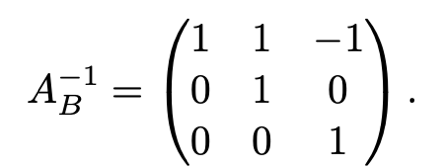 $A_B^{-1} = \begin{pmatrix} 1 & 1 & -1 \\ 0 & 1 & 0 \\ 0 & 0 & 1 \end{pmatrix}.$